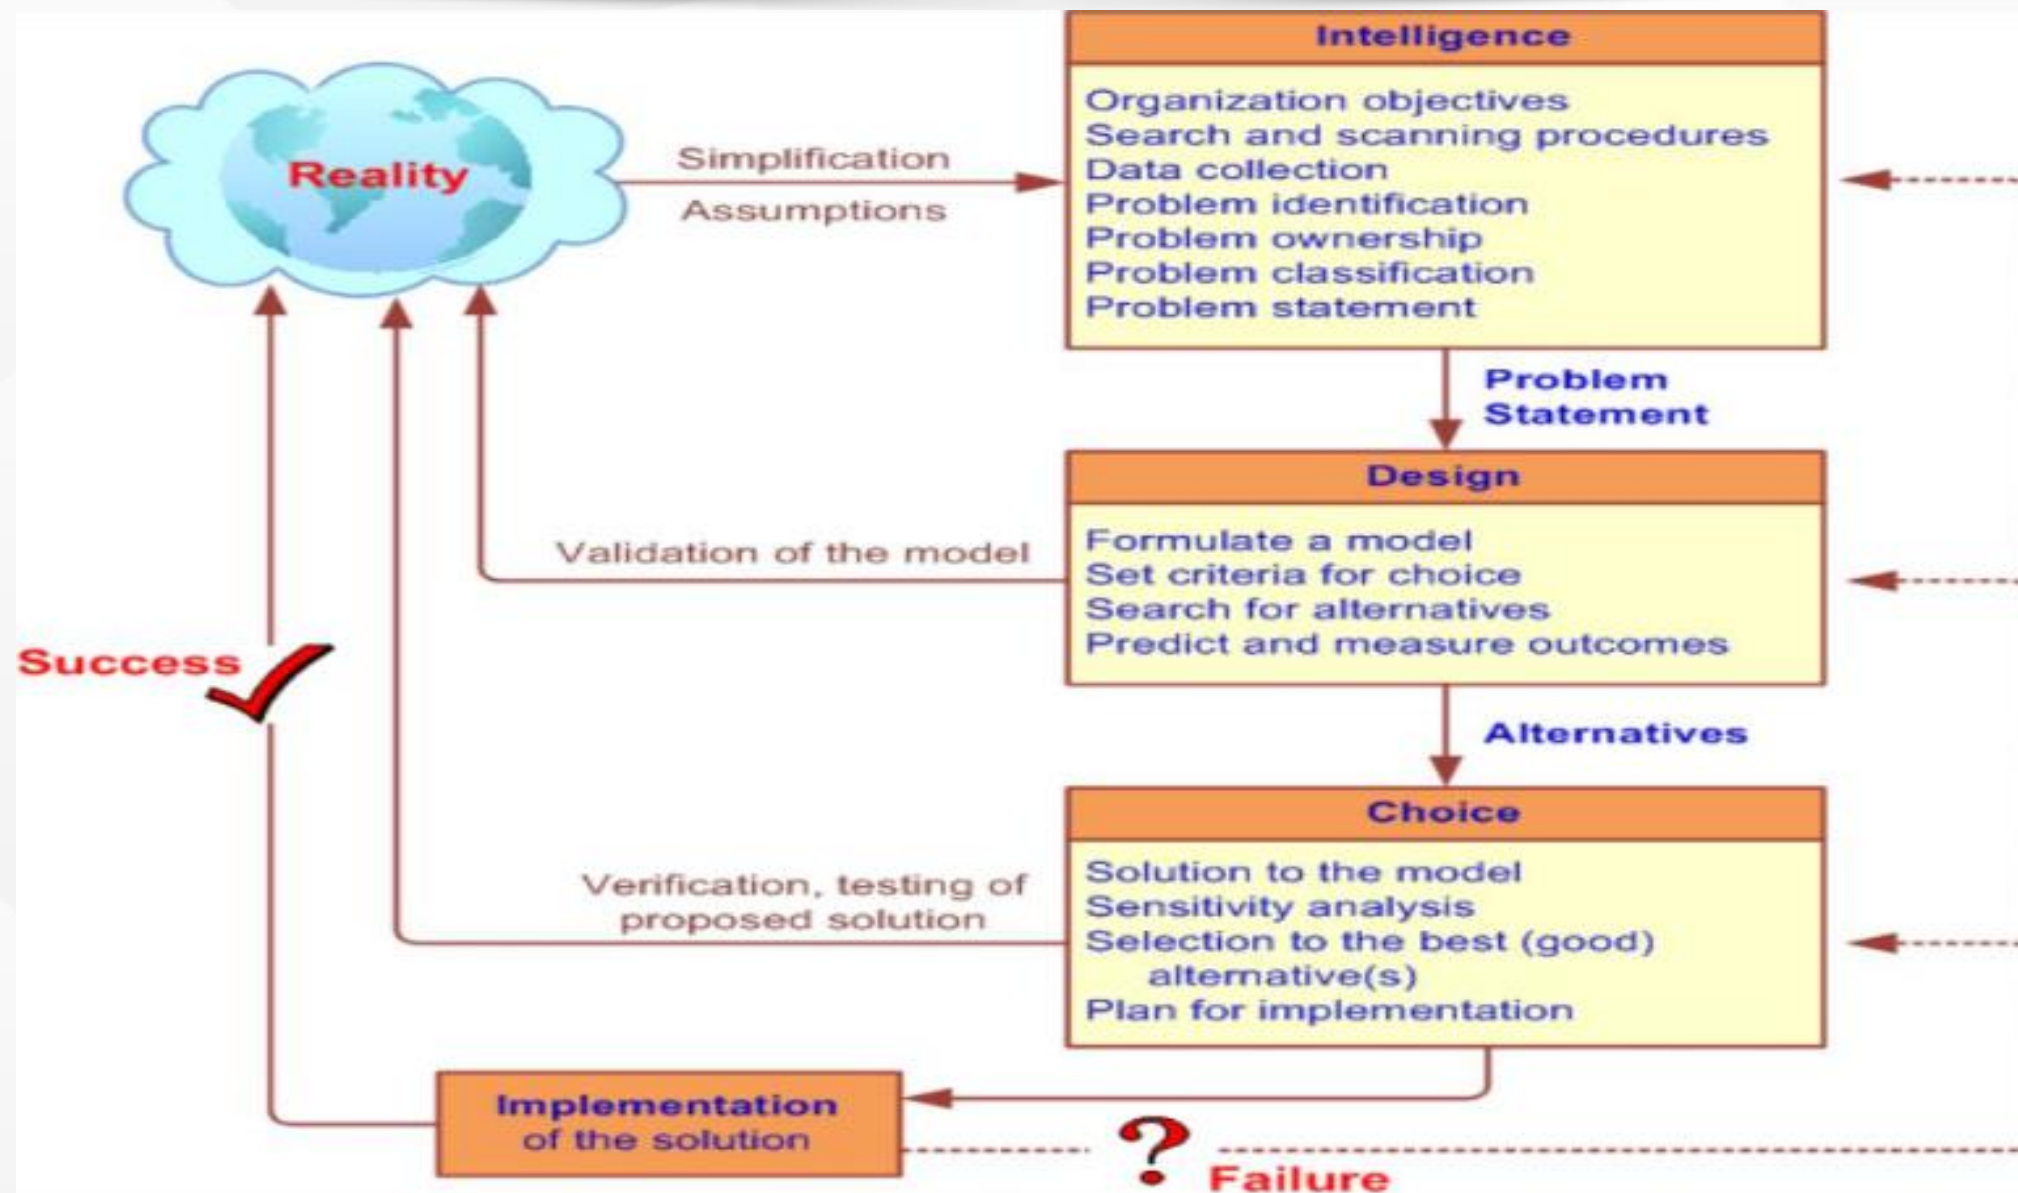 Intelligence
Organization objectives
Search and scanning procedures
Data collection
Problem identification
Problem ownership
Problem classification
Problem statement
Reality
Simplification
Assumptions
Problem
Statement
Design
Formulate a model
Set criteria for choice
Search for alternatives
Predict and measure outcomes
Validation of the model
Success
Alternatives
Choice
Solution to the model
Sensitivity analysis
Selection to the best (good)
alternative(s)
Plan for implementation
Verification, testing of
proposed solution
Implementation
of the solution
?
Failure